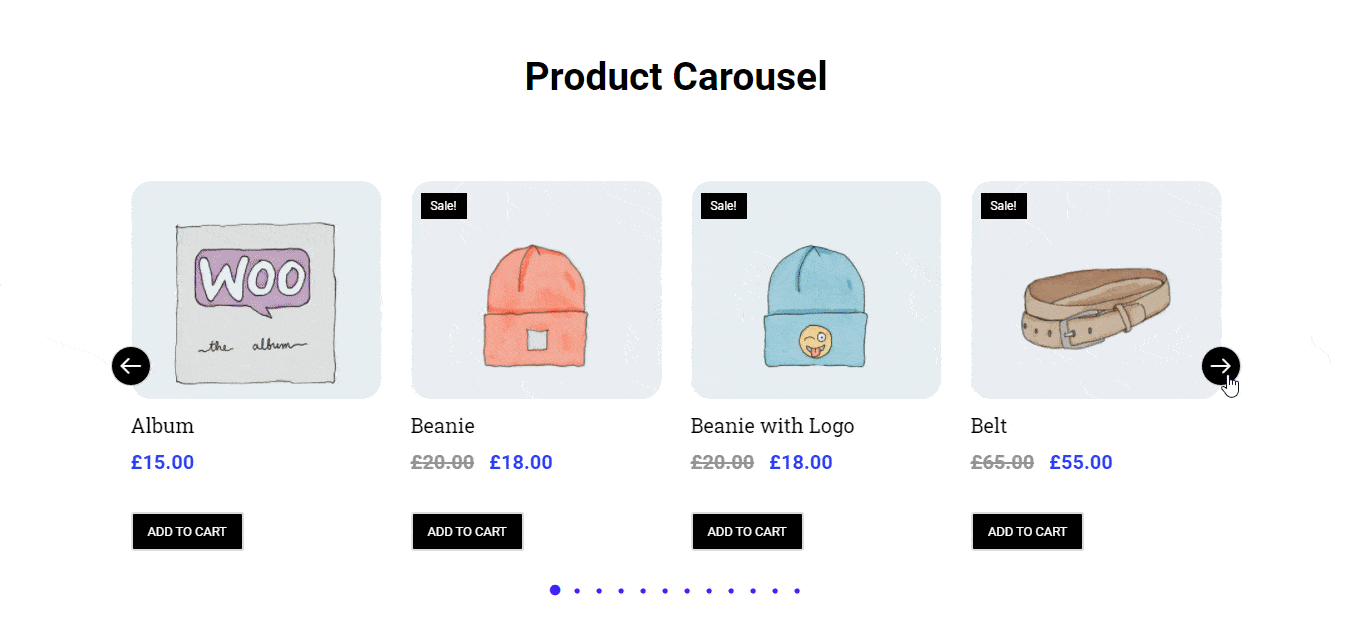 Product Carousel
Sale!
Sale!
Sale!
WOO
the album
Album
Beanie
Beanie with Logo
Belt
£15.00
£20.00 £18.00
£20.00 £18.00
£65.00 £55.00
ADD TO CART
ADD TO CART
ADD TO CART
ADD TO CART